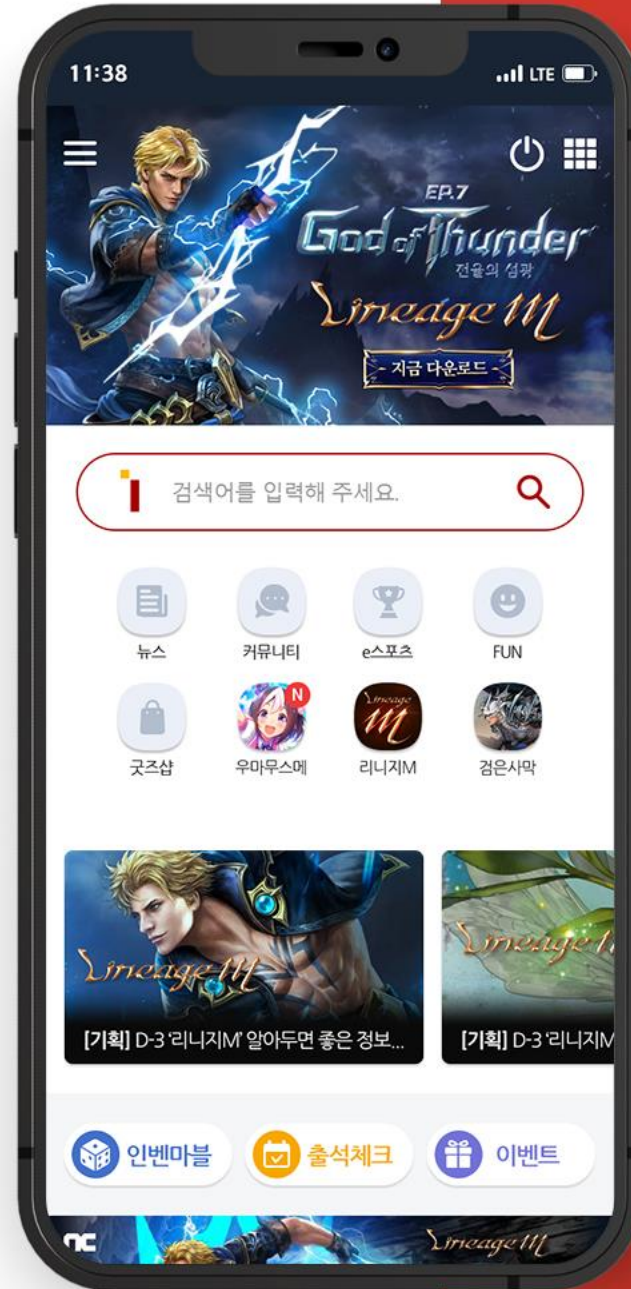 11:38
LTE
EP.7
God of Thunder
전율의 섬광
Lineage M
지금 다운로드
검색어를 입력해 주세요.
뉴스
커뮤니티
e스포츠
FUN
N
Lineage
M
굿즈샵
우마무스메
리니지M
검은사막
Lineage M
Lineage
[기획] D-3 ‘리니지M’ 알아두면 좋은 정보...
[기획] D-3 ‘리니지M
인벤마블
출석체크
이벤트
nc
Lineage M